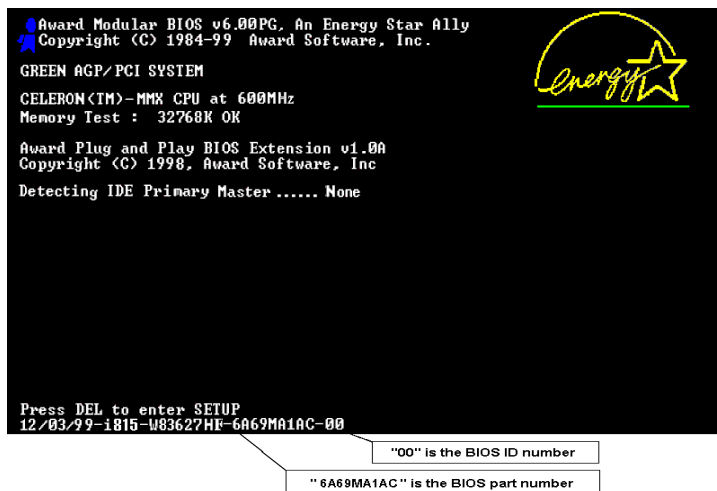 Award Modular BIOS v6.00PG, An Energy Star Ally
Copyright (C) 1984-99 Award Software, Inc.
energy
GREEN AGP/PCI SYSTEM
CELERON(TM)-MMX CPU at 600MHz
Memory Test : 32768K OK
Award Plug and Play BIOS Extension v1.0A
Copyright (C) 1998, Award Software, Inc
Detecting IDE Primary Master ...... None
Press DEL to enter SETUP
12/03/99-i815-W83627HF-6A69MA1AC-00
"00" is the BIOS ID number
"6A69MA1AC" is the BIOS part number